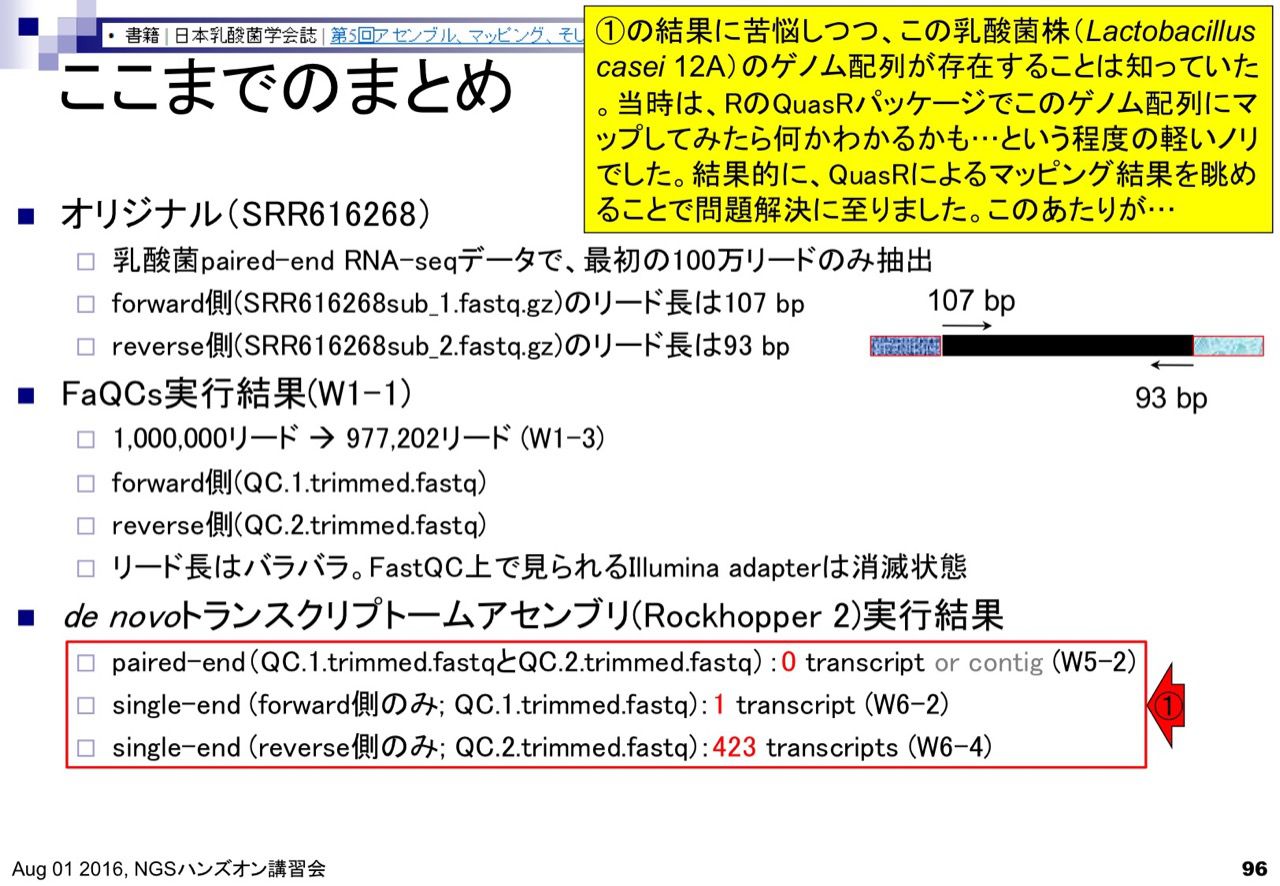 • 書籍 | 日本乳酸菌学会誌 | 第5回アセンブル、マッピング、そし
ここまでのまとめ
①の結果に苦悩しつつ、この乳酸菌株(Lactobacillus
casei 12A)のゲノム配列が存在することは知っていた
。当時は、RのQuasRパッケージでこのゲノム配列にマ
ップしてみたら何かわかるかも…という程度の軽いノリ
でした。結果的に、QuasRによるマッピング結果を眺め
ることで問題解決に至りました。このあたりが…
オリジナル(SRR616268)
乳酸菌paired-end RNA-seqデータで、最初の100万リードのみ抽出
forward側(SRR616268sub_1.fastq.gz)のリード長は107 bp
reverse側(SRR616268sub_2.fastq.gz)のリード長は93 bp
107 bp
93 bp
FaQCs実行結果(W1-1)
1,000,000リード → 977,202リード (W1-3)
forward側(QC.1.trimmed.fastq)
reverse側(QC.2.trimmed.fastq)
リード長はバラバラ。FastQC上で見られるIllumina adapterは消滅状態
de novoトランスクリプトームアセンブリ(Rockhopper 2)実行結果
paired-end(QC.1.trimmed.fastqとQC.2.trimmed.fastq):0 transcript or contig (W5-2)
single-end (forward側のみ; QC.1.trimmed.fastq):1 transcript (W6-2)
single-end (reverse側のみ; QC.2.trimmed.fastq):423 transcripts (W6-4)
①
Aug 01 2016, NGSハンズオン講習会
96